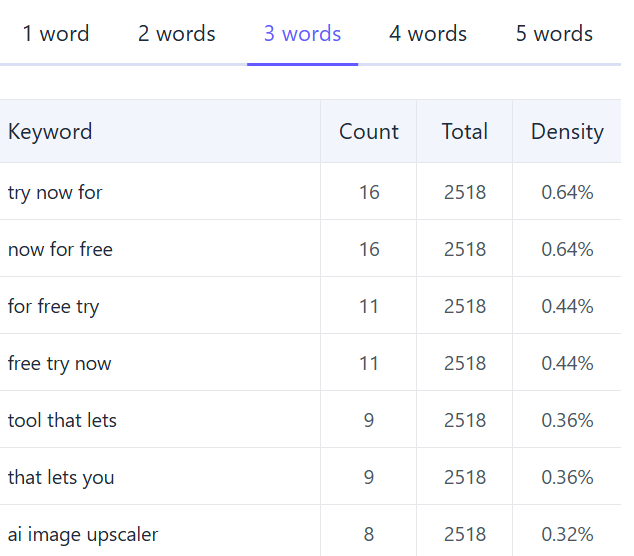 1 word 2 words 3 words 4 words 5 words
Keyword Count Total Density
try now for 16 2518 0.64%
now for free 16 2518 0.64%
for free try 11 2518 0.44%
free try now 11 2518 0.44%
tool that lets 9 2518 0.36%
that lets you 9 2518 0.36%
ai image upscaler 8 2518 0.32%